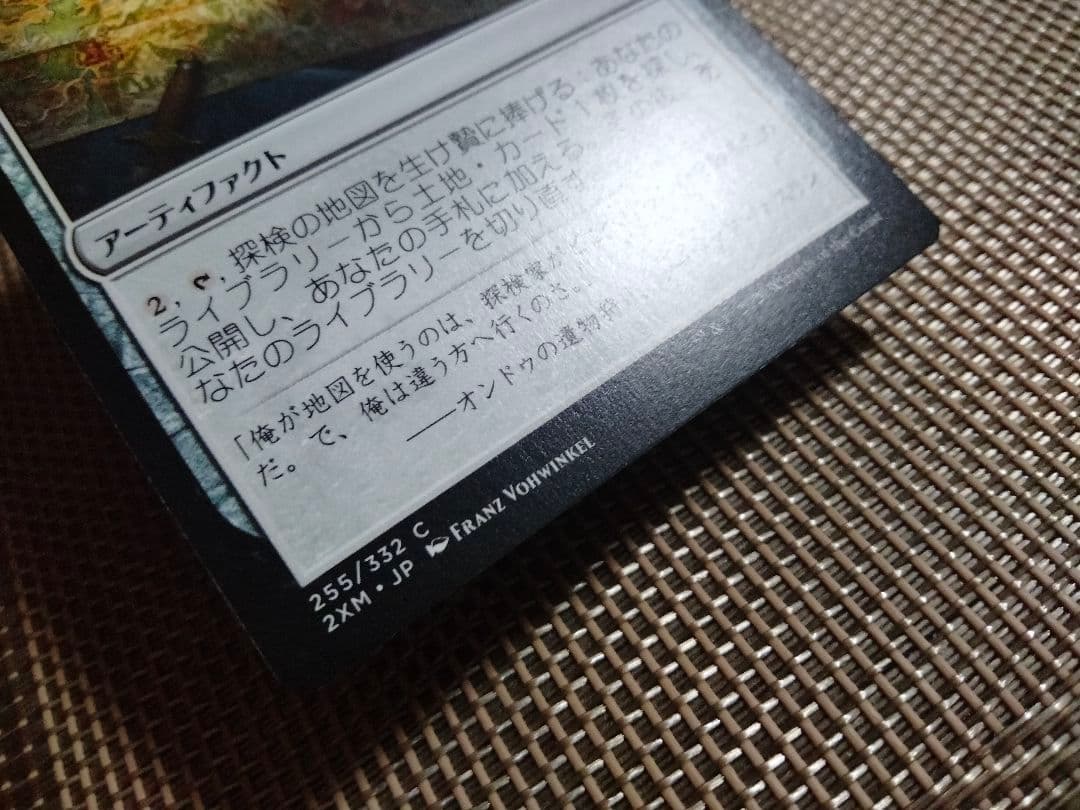 アーティファクト
2, , 探検の地図を生け贄に捧げる：あなたの
ライブラリーから土地・カード1枚を探し、
公開し、あなたの手札に加える
なたのライブラリーを切り直す
「俺が地図を使うのは、探検家が
だ。で、俺は違う方へ行くのさ。
──オンドゥの遺物狩
255/332 C
2XM • JP FRANZ VOHWINKEL